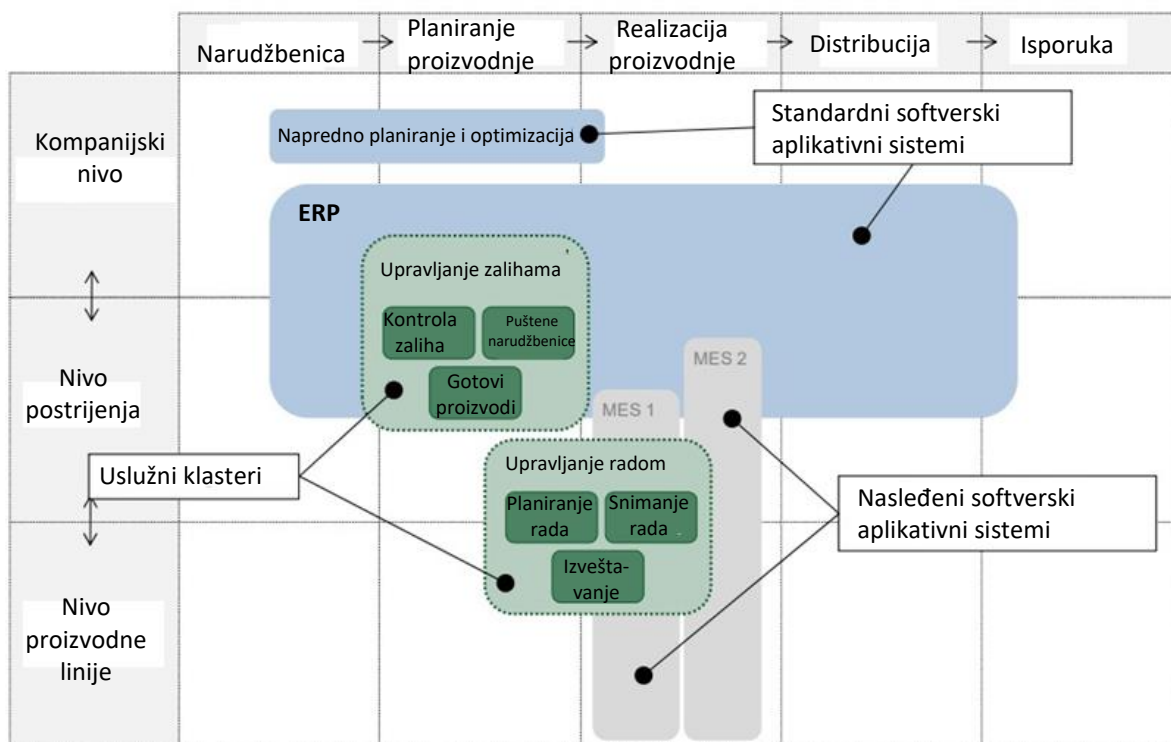 Narudžbenica
Planiranje
proizvodnje
Realizacija
proizvodnje
Distribucija
Isporuka
Kompanijski
nivo
Napredno planiranje i optimizacija
Standardni softverski
aplikativni sistemi
ERP
Upravljanje zalihama
Kontrola
zaliha
Puštene
narudžbenice
Gotovi
proizvodi
Nivo
postrijenja
MES 1
MES 2
Uslužni klasteri
Upravljanje radom
Planiranje
rada
Snimanje
rada
Izvešta-
vanje
Nasleđeni softverski
aplikativni sistemi
Nivo
proizvodne
linije